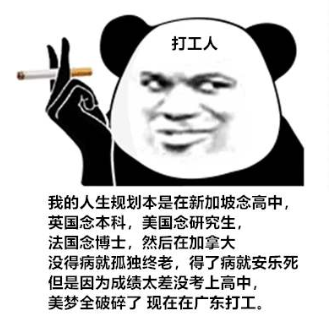 打工人
我的人生规划本是在新加坡念高中，
英国念本科，美国念研究生，
法国念博士，然后在加拿大
没得病就孤独终老，得了病就安乐死
但是因为成绩太差没考上高中，
美梦全破碎了 现在在广东打工。